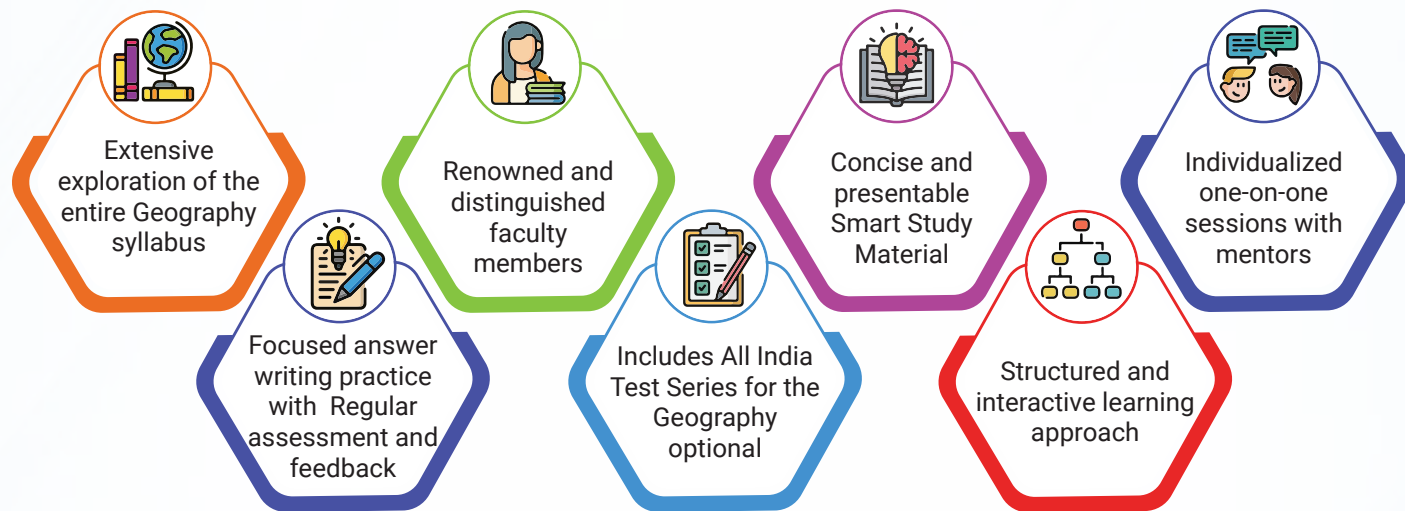 Extensive
exploration of the
entire Geography
syllabus
Focused answer
writing practice
with  Regular
assessment and
feedback
Renowned and
distinguished
faculty
members
Includes All India
Test Series for the
Geography
optional
Concise and
presentable
Smart Study
Material
Structured and
interactive learning
approach
Individualized
one-on-one
sessions with
mentors